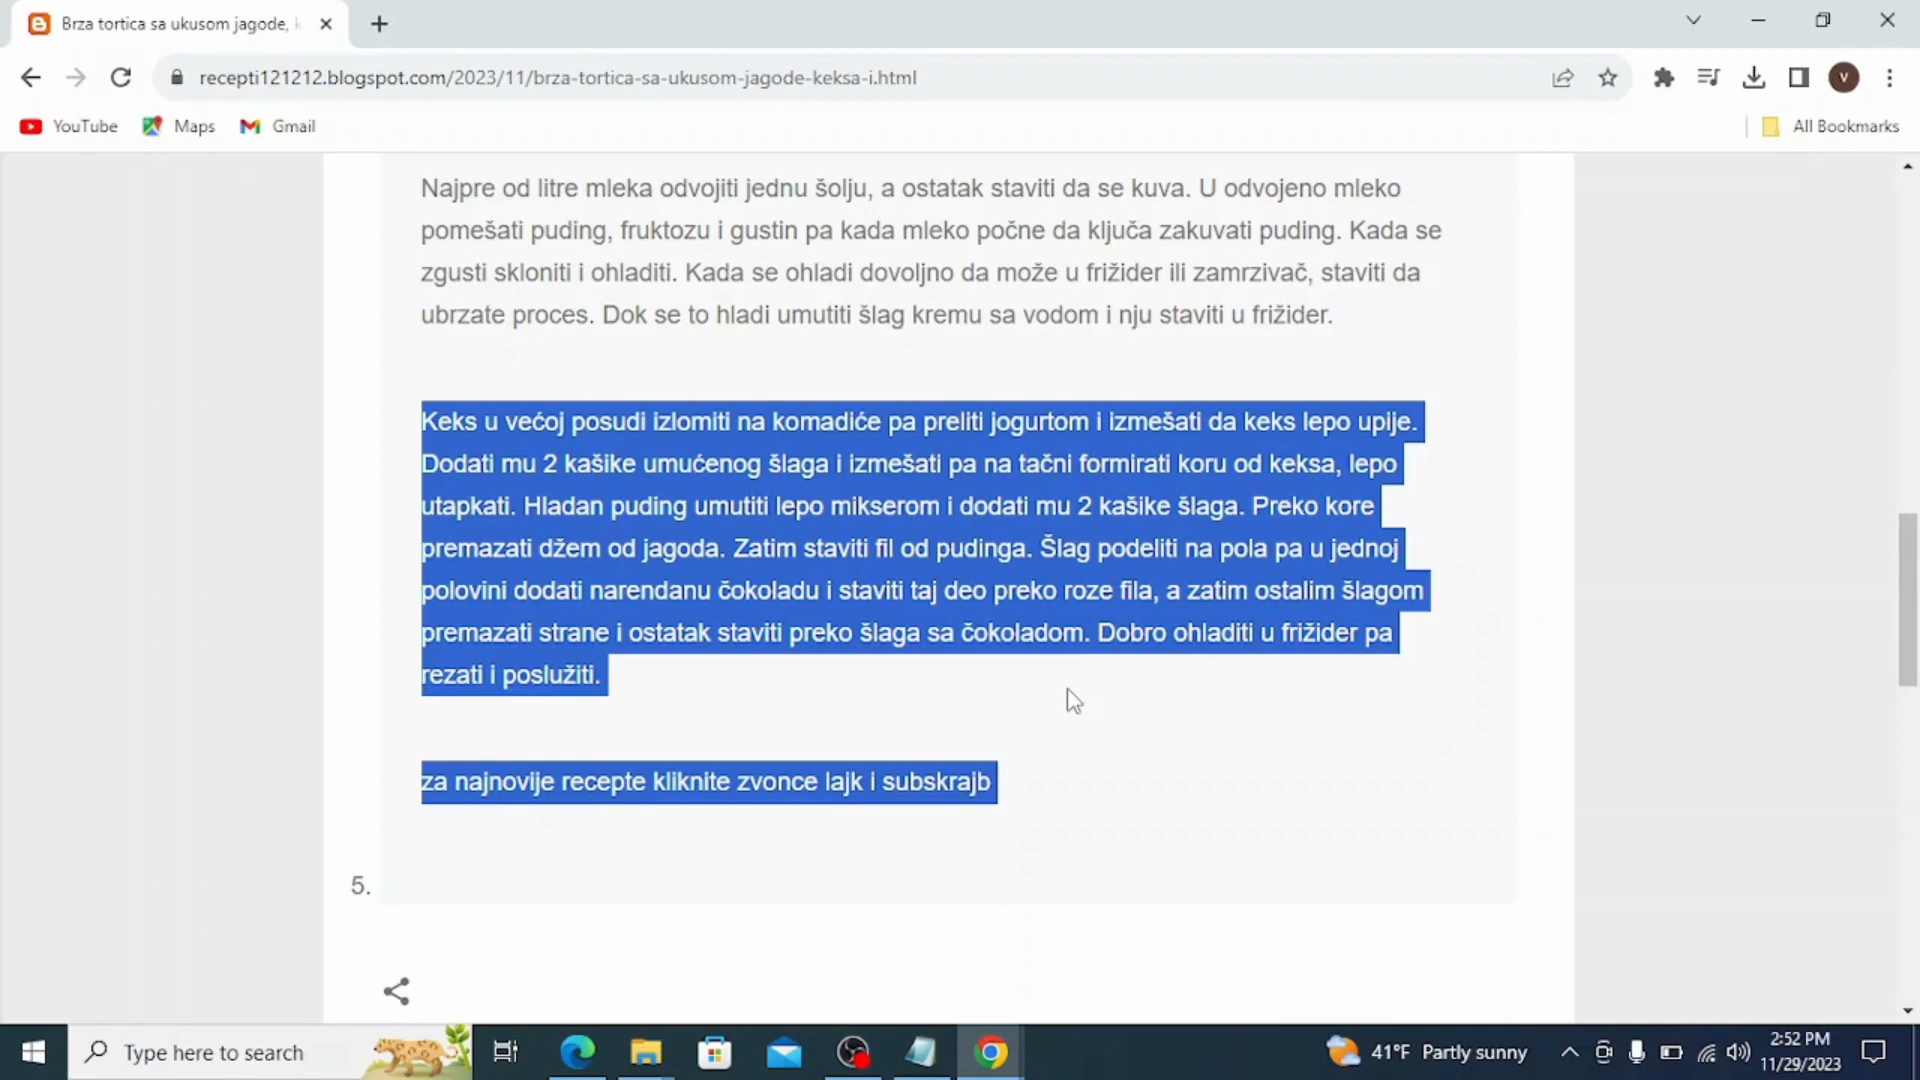 Brza tortica sa ukusom jagode,
recepti121212.blogspot.com/2023/11/brza-tortica-sa-ukusom-jagode-keksa-i.html
V
YouTube
Maps
Gmail
All Bookmarks
Najpre od litre mleka odvojiti jednu šolju, a ostatak staviti da se kuva. U odvojeno mleko
pomešati puding, fruktozu i gustin pa kada mleko počne da ključa zakuvati puding. Kada se
zgusti skloniti i ohladiti. Kada se ohladi dovoljno da može u frižider ili zamrzivač, staviti da
ubrzate proces. Dok se to hladi umutiti šlag kremu sa vodom i nju staviti u frižider.
Keks u većoj posudi izlomiti na komadiće pa preliti jogurtom i izmešati da keks lepo upije.
Dodati mu 2 kašike umućenog šlaga i izmešati pa na tačni formirati koru od keksa, lepo
utapkati. Hladan puding umutiti lepo mikserom i dodati mu 2 kašike šlaga. Preko kore
premazati džem od jagoda. Zatim staviti fil od pudinga. Šlag podeliti na pola pa u jednoj
polovini dodati narendanu čokoladu i staviti taj deo preko roze fila, a zatim ostalim šlagom
premazati strane i ostatak staviti preko šlaga sa čokoladom. Dobro ohladiti u frižider pa
rezati i poslužiti.
za najnovije recepte kliknite zvonce lajk i subskrajb
5.
Type here to search
41°F Partly sunny
2:52 PM
11/29/2023